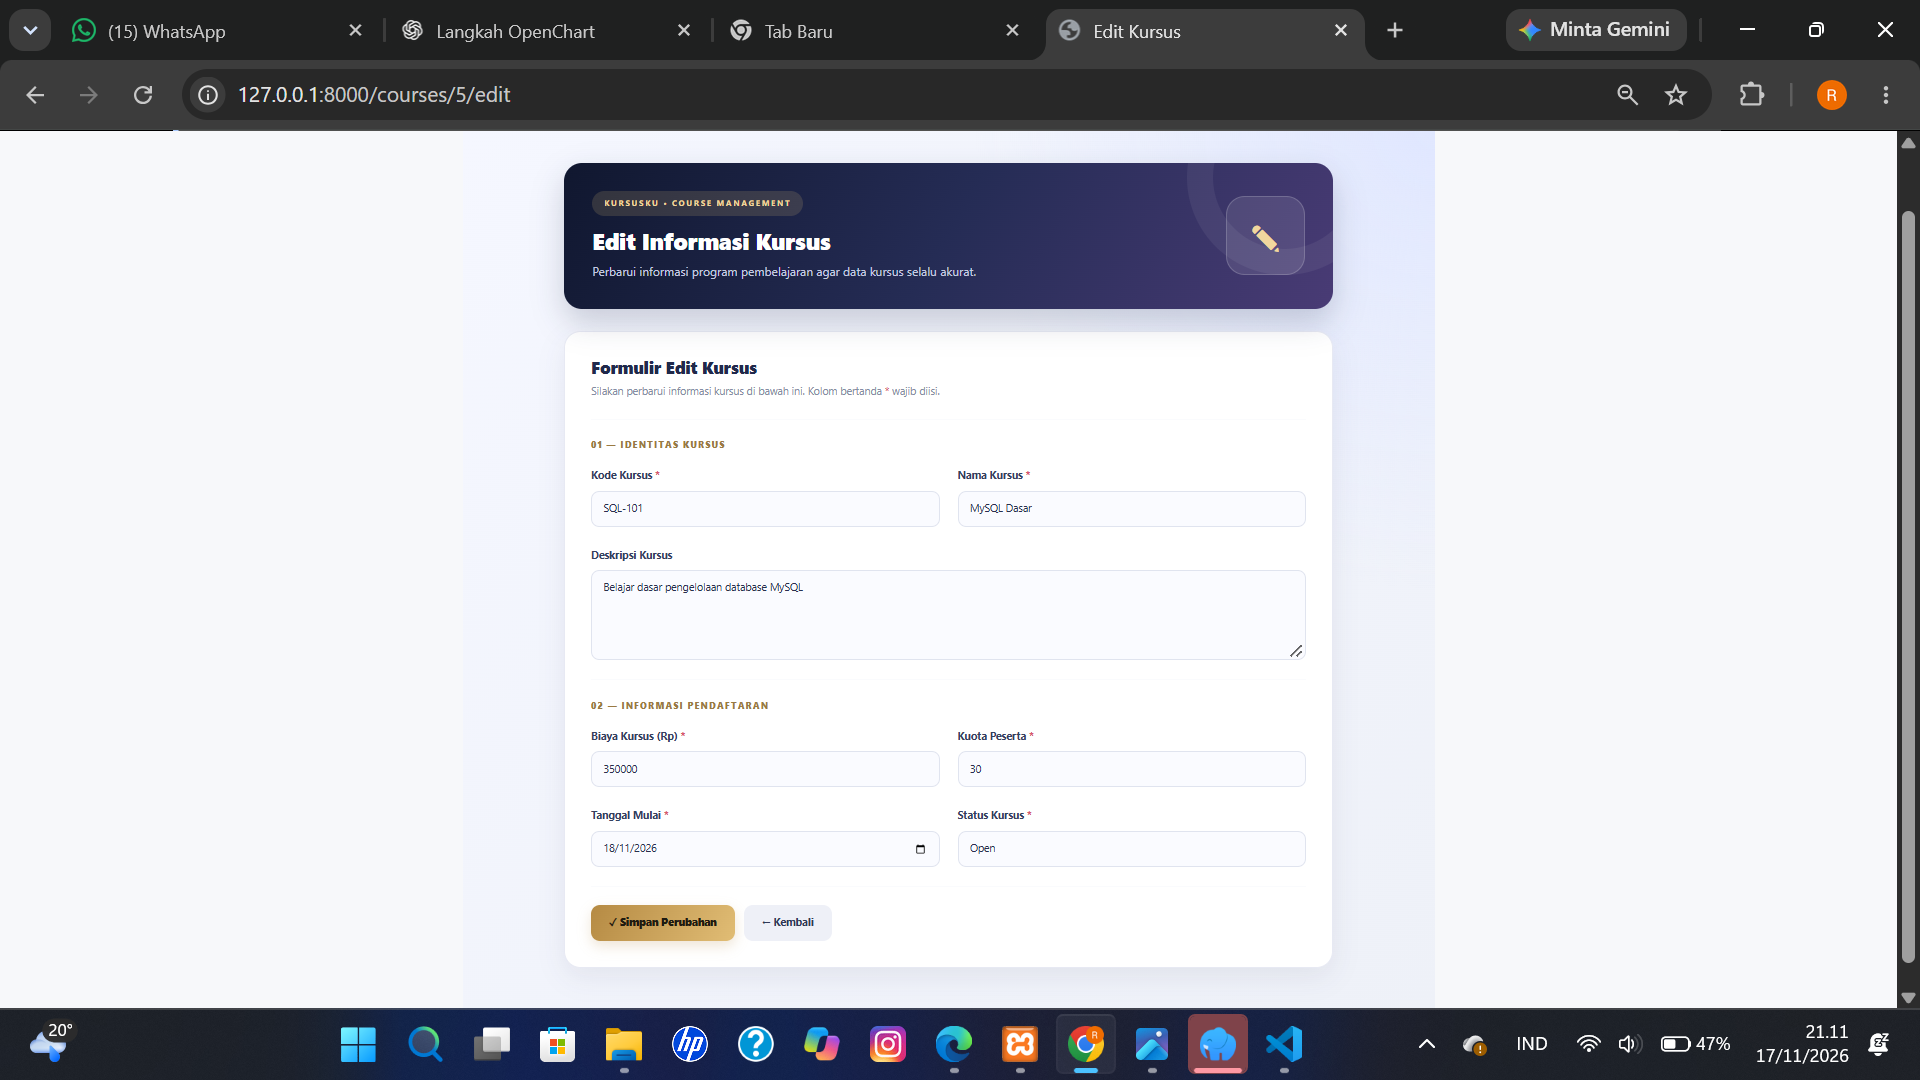 (15) WhatsApp
Langkah OpenChart
Tab Baru
Edit Kursus
Minta Gemini
127.0.0.1:8000/courses/5/edit
R
KURSUSKU • COURSE MANAGEMENT
Edit Informasi Kursus
Perbarui informasi program pembelajaran agar data kursus selalu akurat.
Formulir Edit Kursus
Silakan perbarui informasi kursus di bawah ini. Kolom bertanda * wajib diisi.
01 — IDENTITAS KURSUS
Kode Kursus *
Nama Kursus *
SQL-101
MySQL Dasar
Deskripsi Kursus
Belajar dasar pengelolaan database MySQL
02 — INFORMASI PENDAFTARAN
Biaya Kursus (Rp) *
Kuota Peserta *
350000
30
Tanggal Mulai *
Status Kursus *
18/11/2026
Open
✓ Simpan Perubahan
← Kembali
20°
hp
R
IND
47%
21.11
17/11/2026